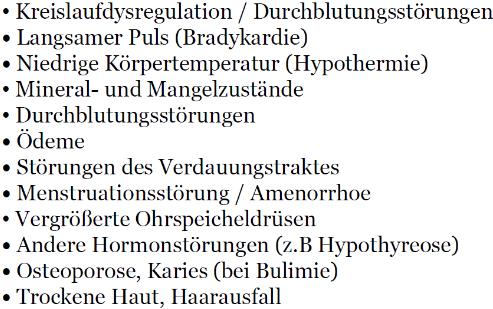 • Kreislaufdysregulation / Durchblutungsstörungen
• Langsamer Puls (Bradykardie)
• Niedrige Körpertemperatur (Hypothermie)
• Mineral- und Mangelzustände
• Durchblutungsstörungen
• Ödeme
• Störungen des Verdauungstraktes
• Menstruationsstörung / Amenorrhoe
• Vergrößerte Ohrspeicheldrüsen
• Andere Hormonstörungen (z.B Hypothyreose)
• Osteoporose, Karies (bei Bulimie)
• Trockene Haut, Haarausfall